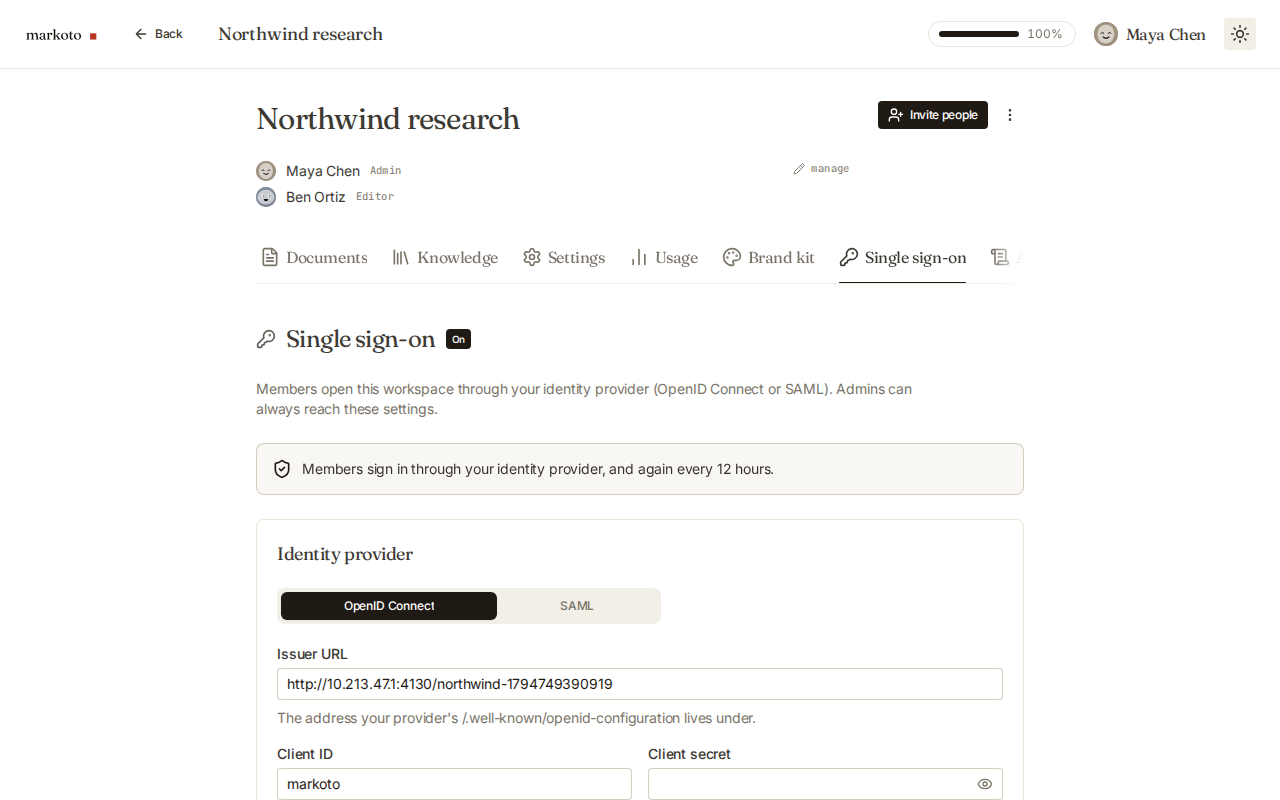 markoto
Back
Northwind research
100%
Maya Chen
Northwind research
Invite people
Maya Chen Admin
manage
Ben Ortiz Editor
Documents
Knowledge
Settings
Usage
Brand kit
Single sign-on
Single sign-on On
Members open this workspace through your identity provider (OpenID Connect or SAML). Admins can
always reach these settings.
Members sign in through your identity provider, and again every 12 hours.
Identity provider
OpenID Connect
SAML
Issuer URL
http://10.213.47.1:4130/northwind-1794749390919
The address your provider's /.well-known/openid-configuration lives under.
Client ID
Client secret
markoto